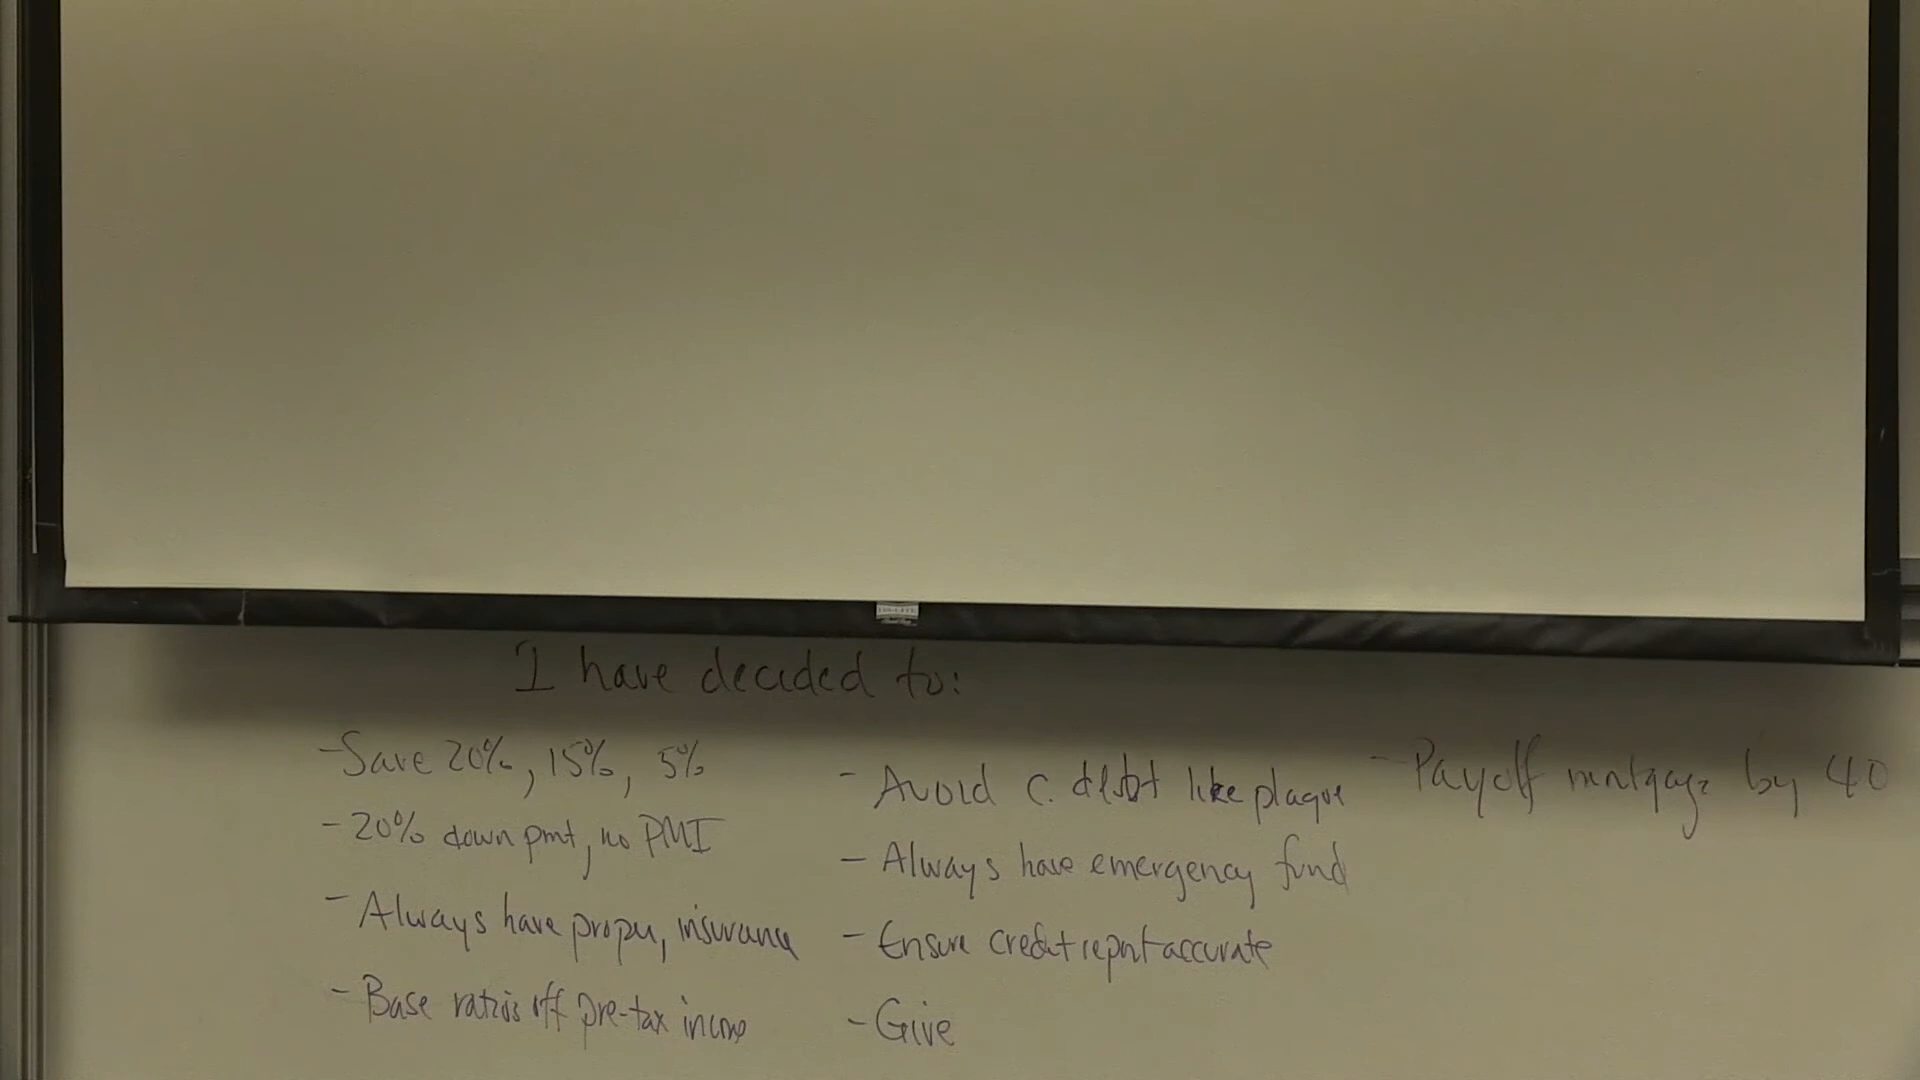 I have decided to:
-Save 20%, 15%, 5%
-20% down pmt, no PMI
-Always have proper, insurance
-Base ratios off pre-tax income
-Avoid c. debt like plague
-Always have emergency fund
-Ensure credit report accurate
-Give
-Payoff mortgage by 40